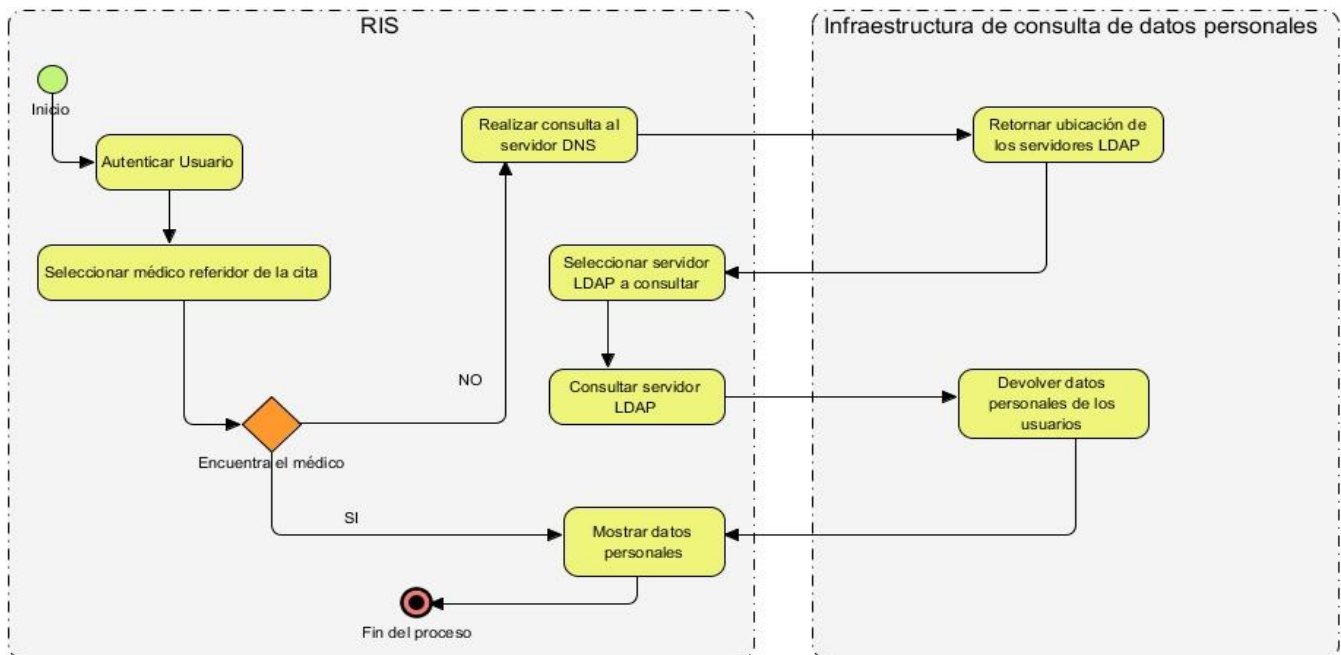 RIS
Infraestructura de consulta de datos personales
Inicio
Autenticar Usuario
Seleccionar médico referidor de la cita
Encuentra el médico
NO
SI
Realizar consulta al
servidor DNS
Retornar ubicación de
los servidores LDAP
Seleccionar servidor
LDAP a consultar
Consultar servidor
LDAP
Devolver datos
personales de los
usuarios
Mostrar datos
personales
Fin del proceso